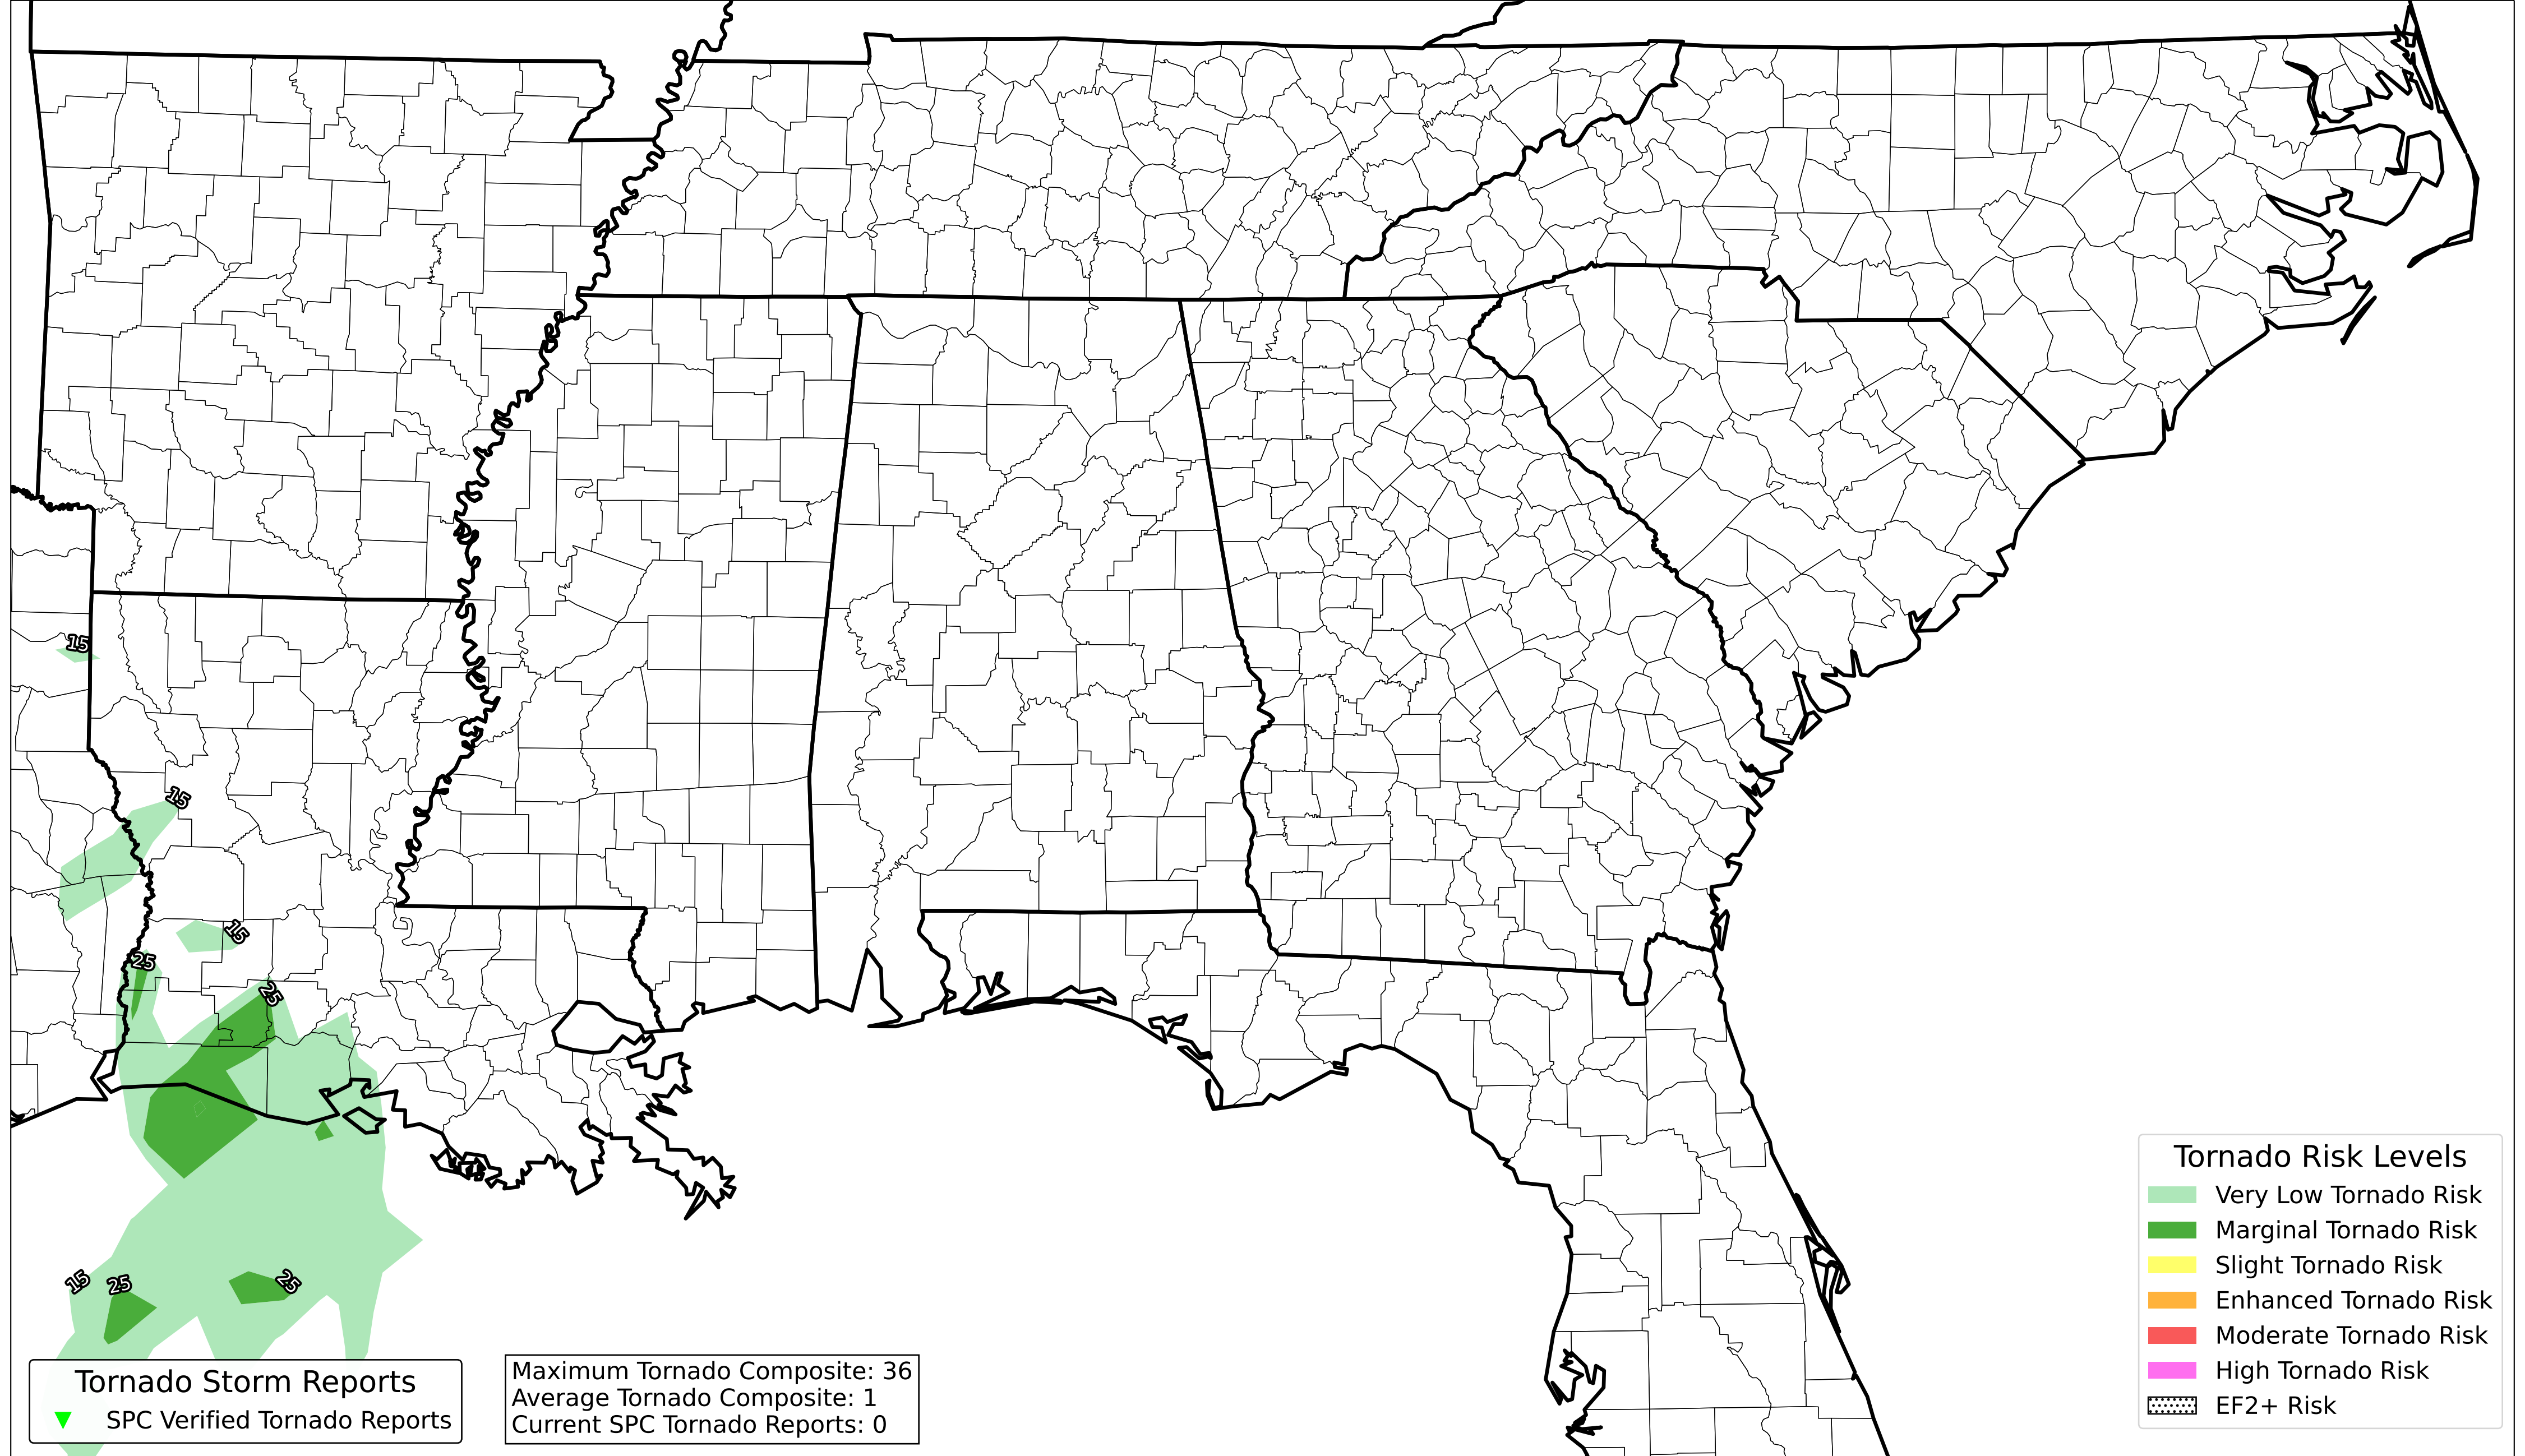 15
15
15
25
25
15
25
25
Tornado Storm Reports
SPC Verified Tornado Reports
Maximum Tornado Composite: 36
Average Tornado Composite: 1
Current SPC Tornado Reports: 0
Tornado Risk Levels
Very Low Tornado Risk
Marginal Tornado Risk
Slight Tornado Risk
Enhanced Tornado Risk
Moderate Tornado Risk
High Tornado Risk
EF2+ Risk